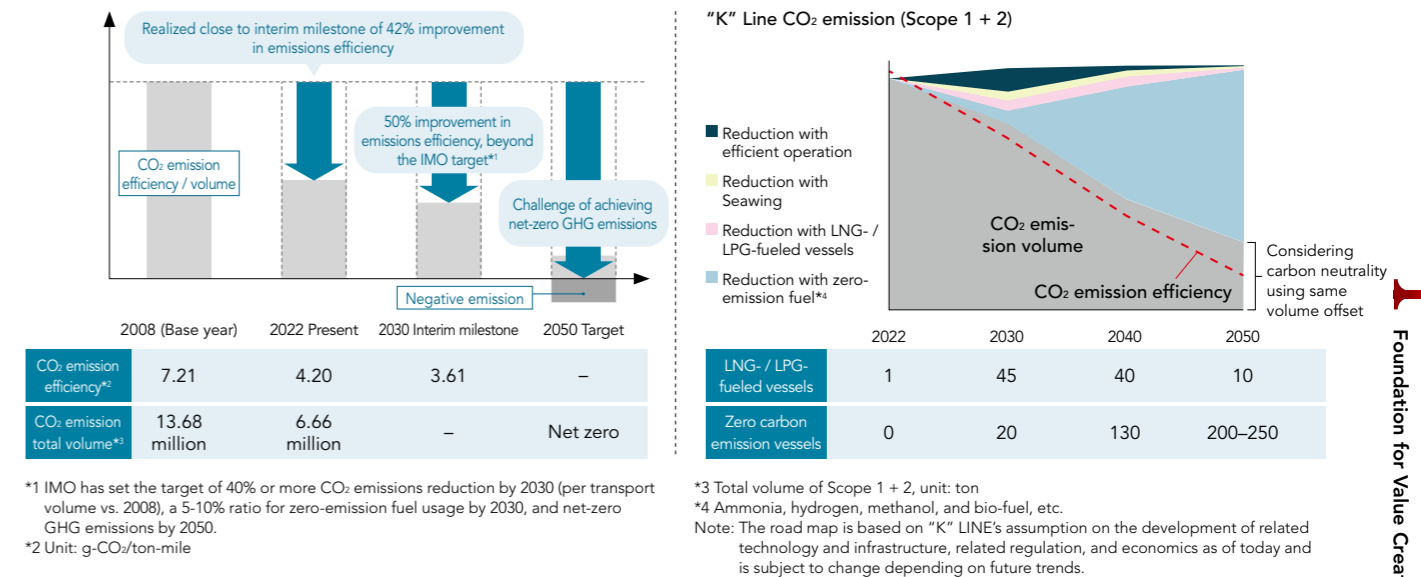 Realized close to interim milestone of 42% improvement
in emissions efficiency
50% improvement in
emissions efficiency, beyond
the IMO target*1
CO2 emission
efficiency / volume
Challenge of achieving
net-zero GHG emissions
Negative emission
2008 (Base year) 2022 Present 2030 Interim milestone 2050 Target
CO2 emission
efficiency*2
7.21 4.20 3.61 –
CO2 emission
total volume*3
13.68
million
6.66
million
– Net zero
*1 IMO has set the target of 40% or more CO2 emissions reduction by 2030 (per transport
volume vs. 2008), a 5-10% ratio for zero-emission fuel usage by 2030, and net-zero
GHG emissions by 2050.
*2 Unit: g-CO2/ton-mile
“K” Line CO2 emission (Scope 1 + 2)
Reduction with
efficient operation
Reduction with
Seawing
Reduction with LNG- /
LPG-fueled vessels
Reduction with zero-
emission fuel*4
CO2 emis-
sion volume
CO2 emission efficiency
Considering
carbon neutrality
using same
volume offset
2022 2030 2040 2050
LNG- / LPG-
fueled vessels
1 45 40 10
Zero carbon
emission vessels
0 20 130 200–250
*3 Total volume of Scope 1 + 2, unit: ton
*4 Ammonia, hydrogen, methanol, and bio-fuel, etc.
Note: The road map is based on “K” LINE’s assumption on the development of related
technology and infrastructure, related regulation, and economics as of today and
is subject to change depending on future trends.
Foundation for Value Crea